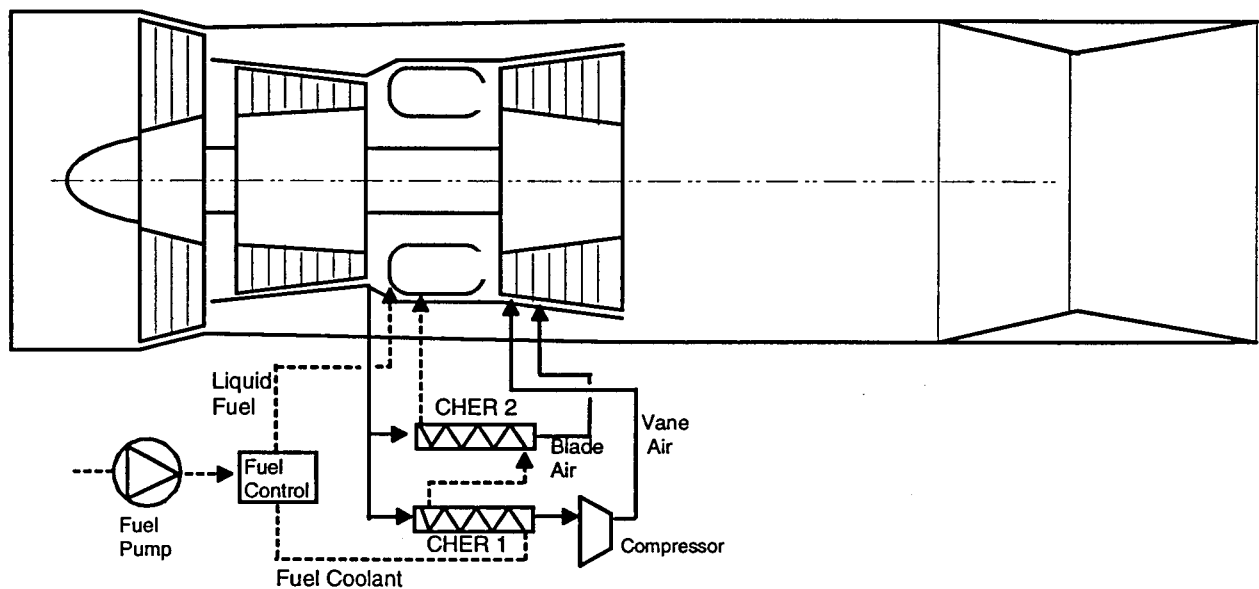 Liquid
Fuel
CHER 2
Vane
Air
Blade
Air
Fuel
Control
Fuel
Pump
CHER 1
Compressor
Fuel Coolant